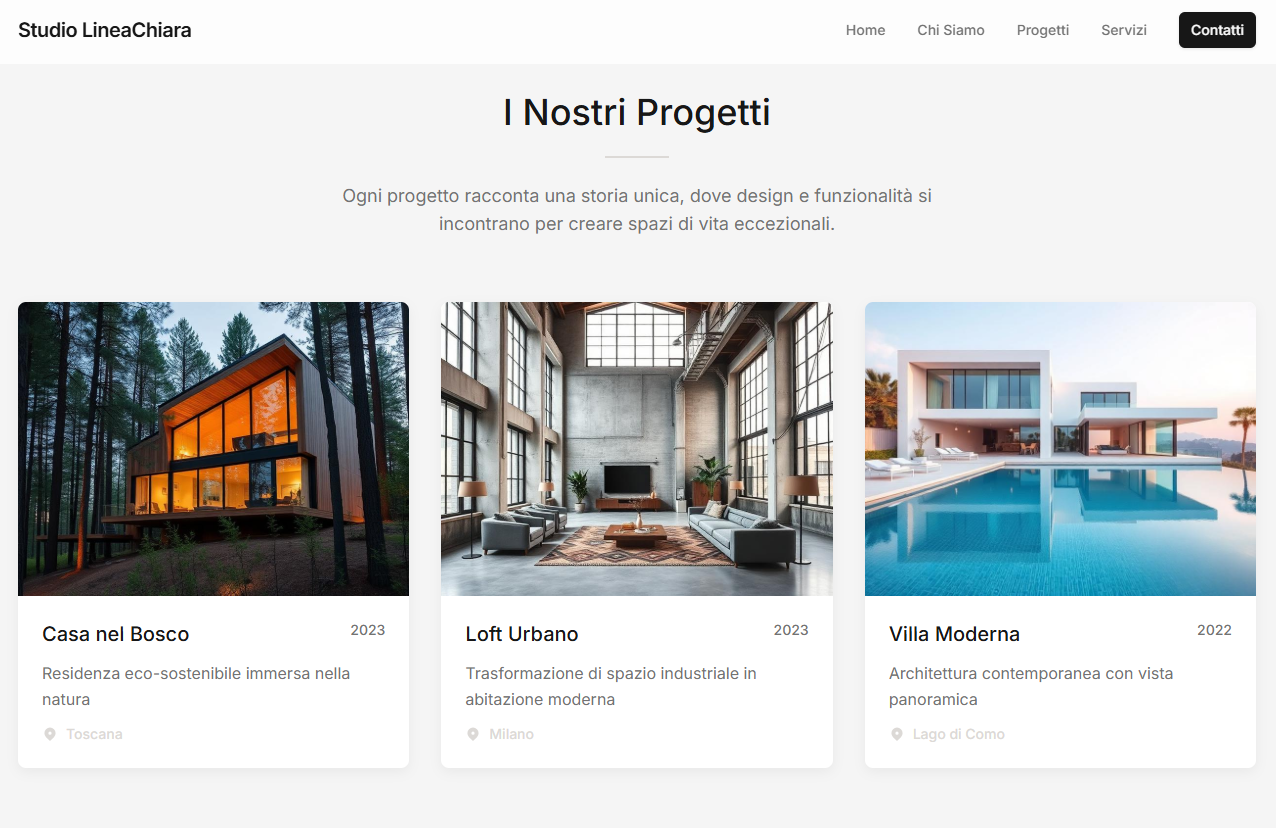 Studio LineaChiara
Home
Chi Siamo
Progetti
Servizi
Contatti
I Nostri Progetti
Ogni progetto racconta una storia unica, dove design e funzionalità si
incontrano per creare spazi di vita eccezionali.
Casa nel Bosco
2023
Residenza eco-sostenibile immersa nella
natura
Toscana
Loft Urbano
2023
Trasformazione di spazio industriale in
abitazione moderna
Milano
Villa Moderna
2022
Architettura contemporanea con vista
panoramica
Lago di Como